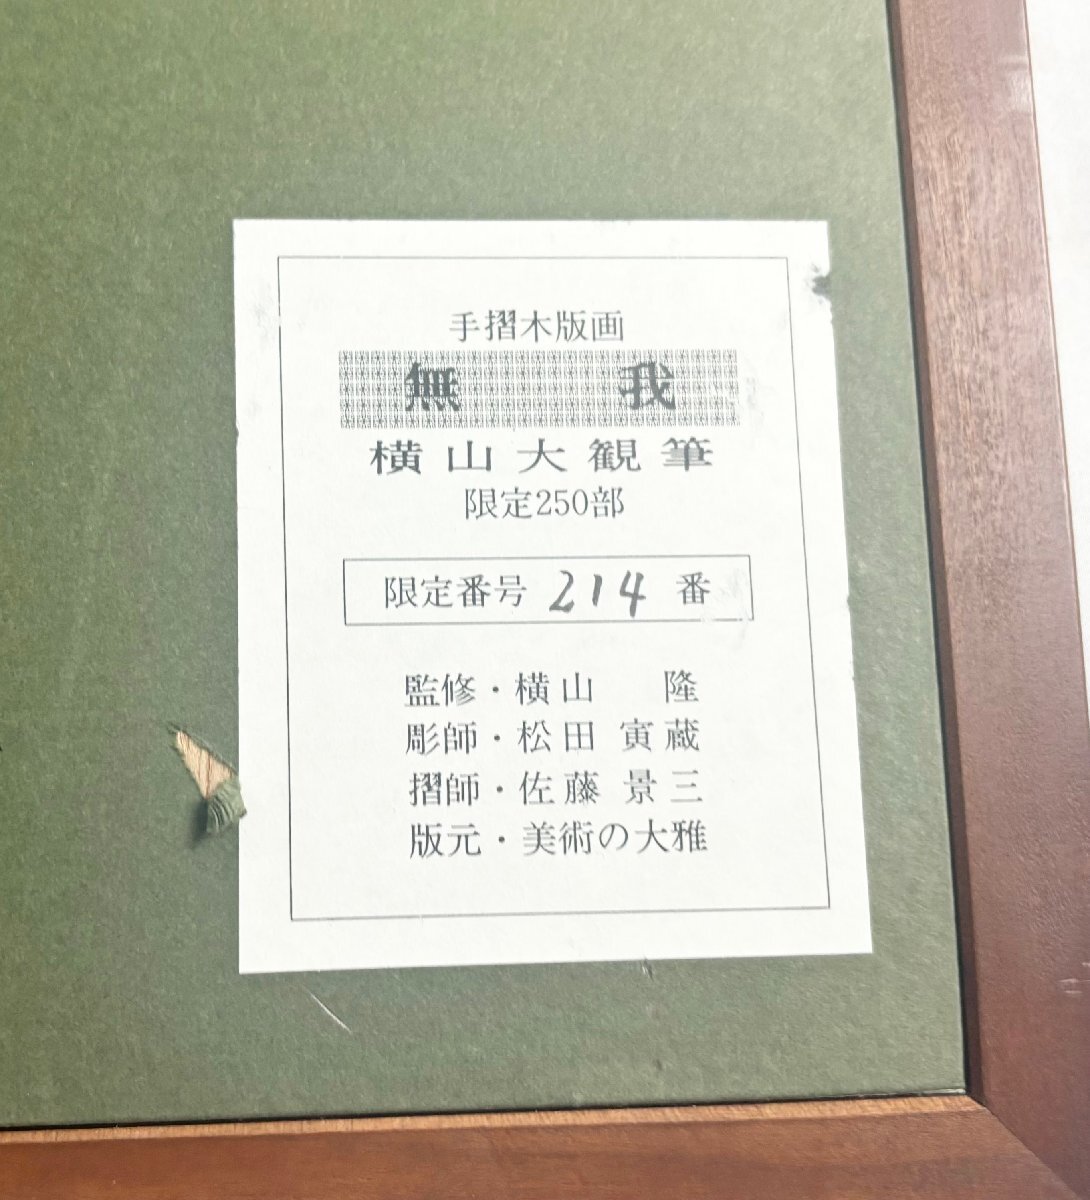 手摺木版画
無 我
横山大観筆
限定250部
限定番号 214 番
監修・横山 隆
彫師・松田 寅蔵
摺師・佐藤 景三
版元・美術の大雅